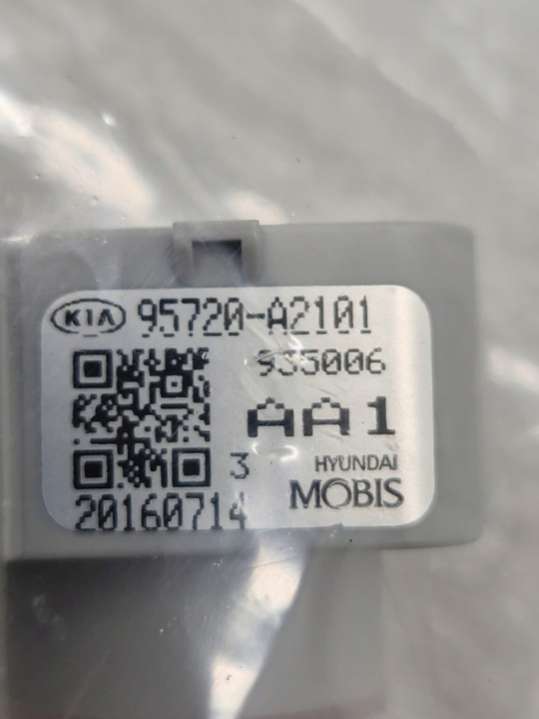 KIA 95720-A2101
935006
AA1
3
HYUNDAI
MOBIS
20160714